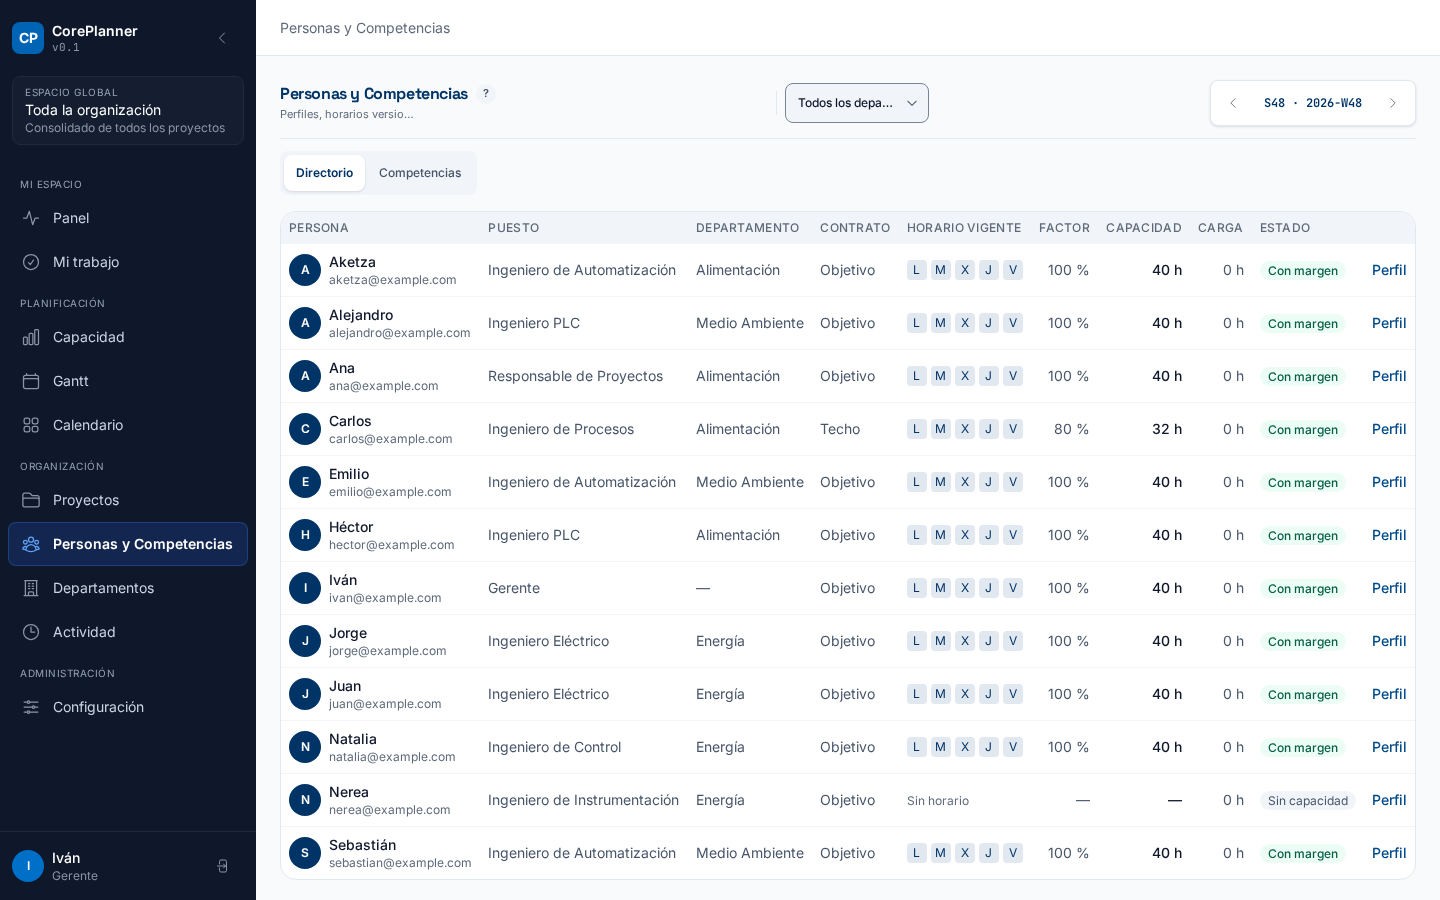 CP
CorePlanner
v0.1
ESPACIO GLOBAL
Toda la organización
Consolidado de todos los proyectos
MI ESPACIO
Panel
Mi trabajo
PLANIFICACIÓN
Capacidad
Gantt
Calendario
ORGANIZACIÓN
Proyectos
Personas y Competencias
Departamentos
Actividad
ADMINISTRACIÓN
Configuración
I
Iván
Gerente
Personas y Competencias
Personas y Competencias ?
Perfiles, horarios versio...
Todos los depa...
S48 · 2026-W48
Directorio Competencias
PERSONA PUESTO DEPARTAMENTO CONTRATO HORARIO VIGENTE FACTOR CAPACIDAD CARGA ESTADO
A Aketza Ingeniero de Automatización Alimentación Objetivo L M X J V 100 % 40 h 0 h Con margen Perfil
aketza@example.com
A Alejandro Ingeniero PLC Medio Ambiente Objetivo L M X J V 100 % 40 h 0 h Con margen Perfil
alejandro@example.com
A Ana Responsable de Proyectos Alimentación Objetivo L M X J V 100 % 40 h 0 h Con margen Perfil
ana@example.com
C Carlos Ingeniero de Procesos Alimentación Techo L M X J V 80 % 32 h 0 h Con margen Perfil
carlos@example.com
E Emilio Ingeniero de Automatización Medio Ambiente Objetivo L M X J V 100 % 40 h 0 h Con margen Perfil
emilio@example.com
H Héctor Ingeniero PLC Alimentación Objetivo L M X J V 100 % 40 h 0 h Con margen Perfil
hector@example.com
I Iván Gerente — Objetivo L M X J V 100 % 40 h 0 h Con margen Perfil
ivan@example.com
J Jorge Ingeniero Eléctrico Energía Objetivo L M X J V 100 % 40 h 0 h Con margen Perfil
jorge@example.com
J Juan Ingeniero Eléctrico Energía Objetivo L M X J V 100 % 40 h 0 h Con margen Perfil
juan@example.com
N Natalia Ingeniero de Control Energía Objetivo L M X J V 100 % 40 h 0 h Con margen Perfil
natalia@example.com
N Nerea Ingeniero de Instrumentación Energía Objetivo Sin horario — — 0 h Sin capacidad Perfil
nerea@example.com
S Sebastián Ingeniero de Automatización Medio Ambiente Objetivo L M X J V 100 % 40 h 0 h Con margen Perfil
sebastian@example.com